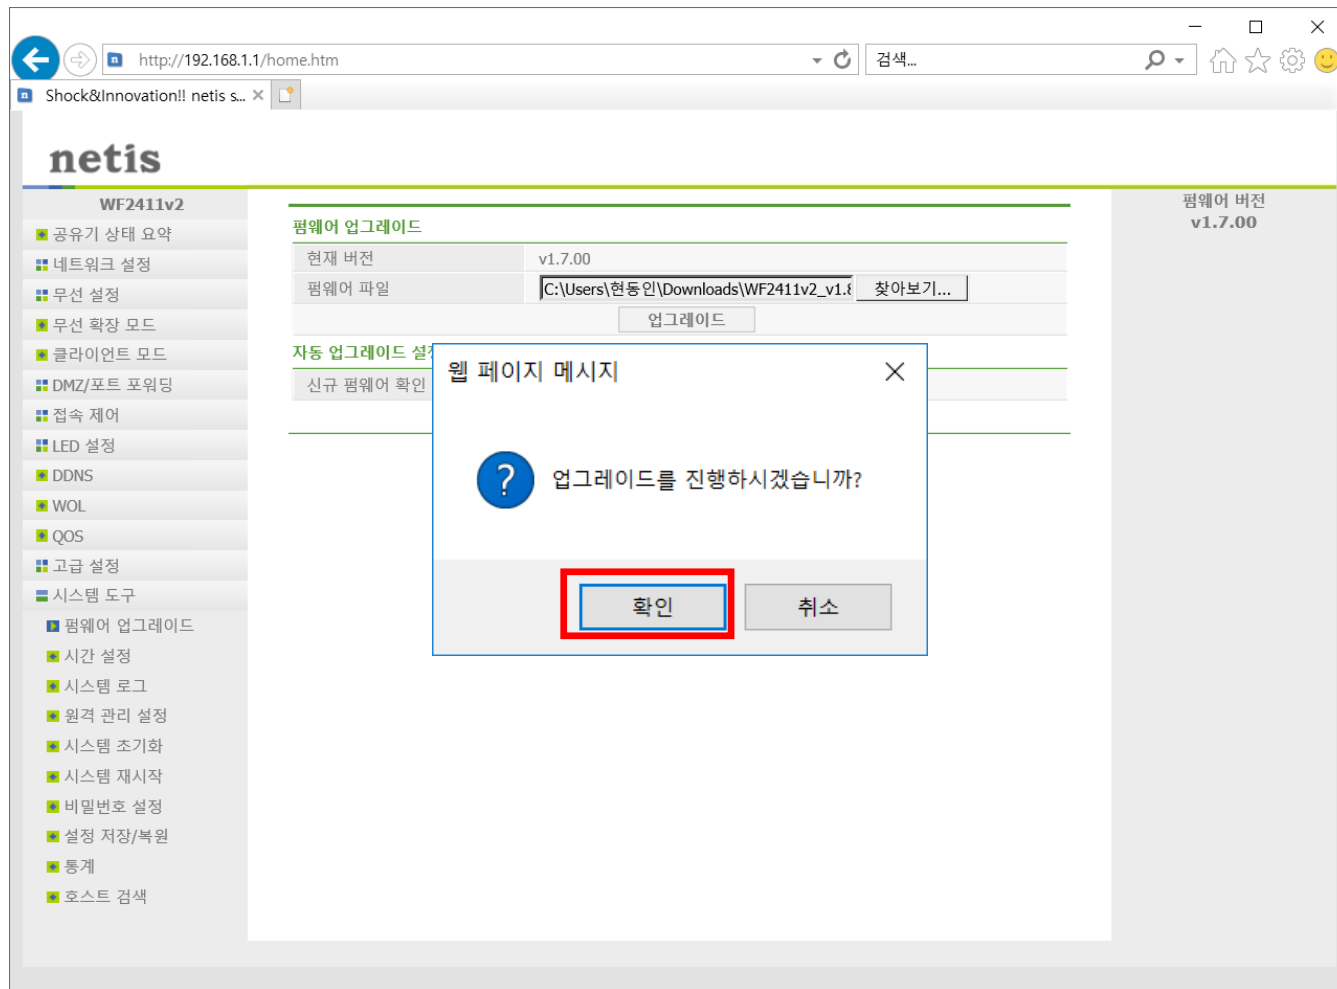 http://192.168.1.1/home.htm
검색...
Shock&Innovation!! netis s...
netis
WF2411v2
공유기 상태 요약
네트워크 설정
무선 설정
무선 확장 모드
클라이언트 모드
DMZ/포트 포워딩
접속 제어
LED 설정
DDNS
WOL
QOS
고급 설정
시스템 도구
펌웨어 업그레이드
시간 설정
시스템 로그
원격 관리 설정
시스템 초기화
시스템 재시작
비밀번호 설정
설정 저장/복원
통계
호스트 검색
펌웨어 업그레이드
현재 버전 v1.7.00
펌웨어 파일 C:\Users\현동인\Downloads\WF2411v2_v1.8 찾아보기...
업그레이드
자동 업그레이드 설정
신규 펌웨어 확인
웹 페이지 메시지
업그레이드를 진행하시겠습니까?
확인 취소
펌웨어 버전
v1.7.00